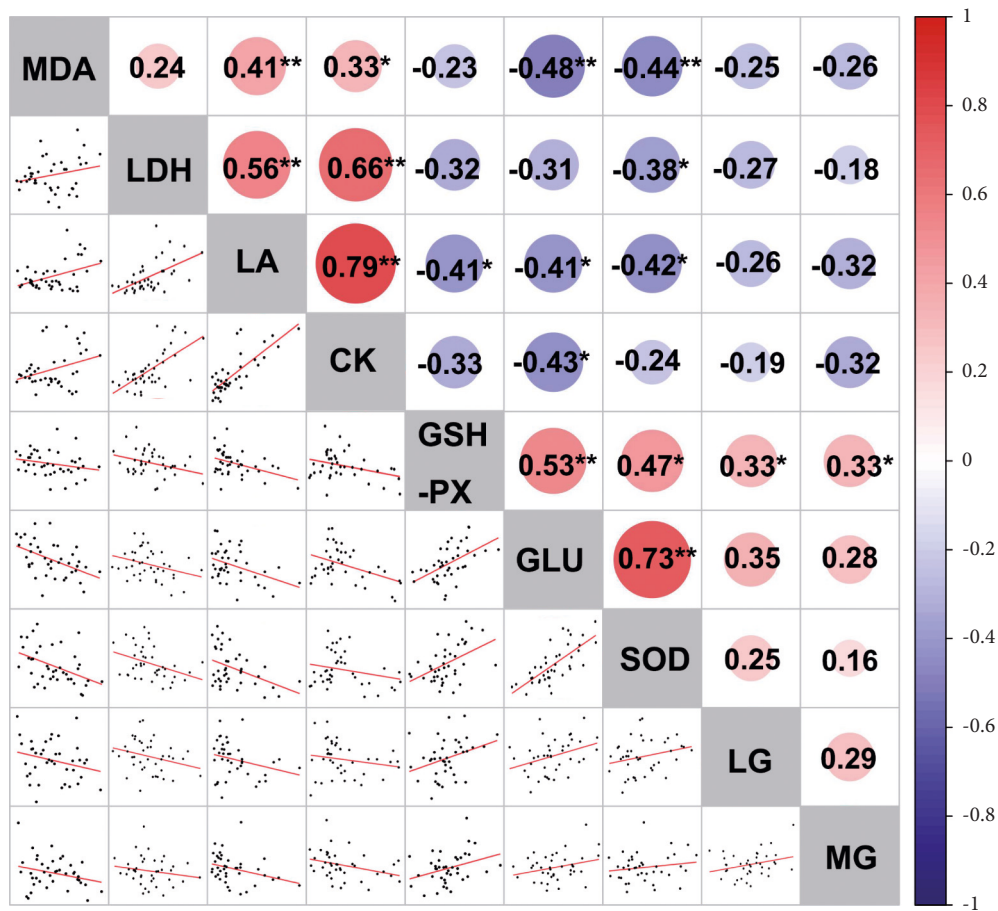 MDA 0.24 0.41** 0.33* -0.23 -0.48** -0.44** -0.25 -0.26
LDH 0.56** 0.66** -0.32 -0.31 -0.38* -0.27 -0.18
LA 0.79** -0.41* -0.41* -0.42* -0.26 -0.32
CK -0.33 -0.43* -0.24 -0.19 -0.32
GSH
-PX 0.53** 0.47* 0.33* 0.33*
GLU 0.73** 0.35 0.28
SOD 0.25 0.16
LG 0.29
MG
1
0.8
0.6
0.4
0.2
0
-0.2
-0.4
-0.6
-0.8
-1